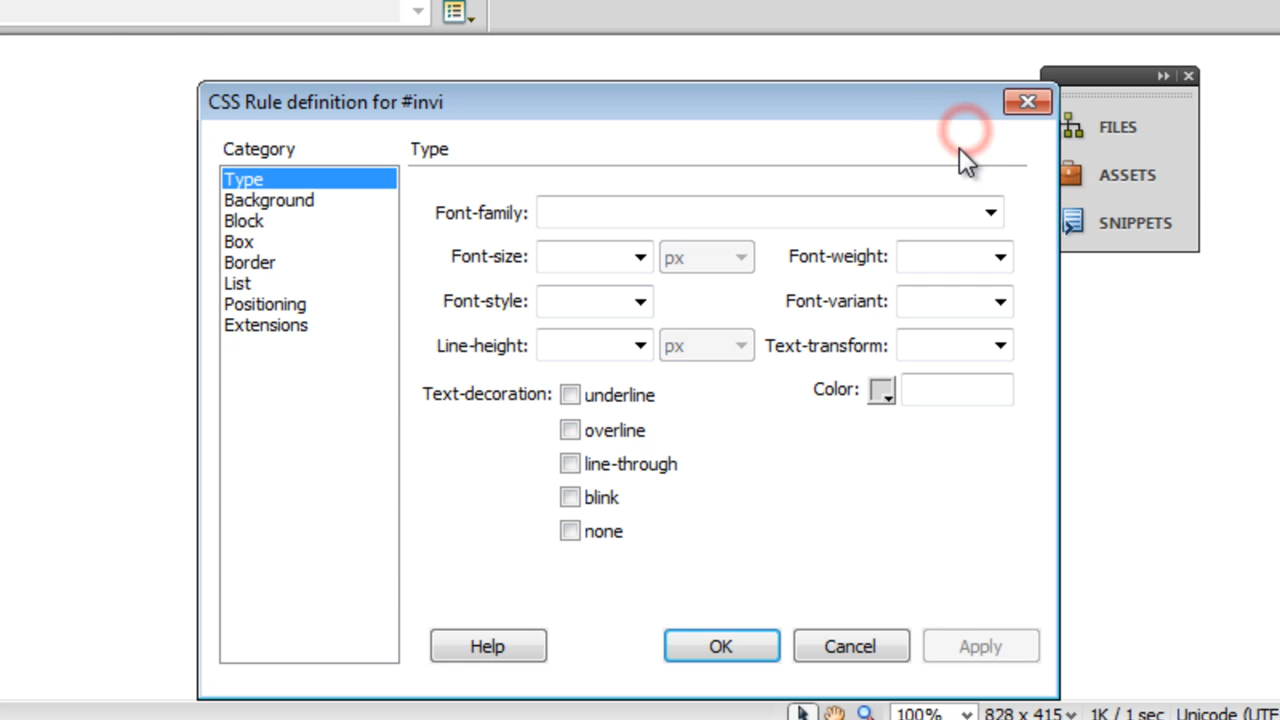 CSS Rule definition for #invi
FILES
ASSETS
SNIPPETS
Category
Type
Background
Block
Box
Border
List
Positioning
Extensions
Type
Font-family:
Font-size: px Font-weight:
Font-style: Font-variant:
Line-height: px Text-transform:
Text-decoration: underline Color:
overline
line-through
blink
none
Help OK Cancel Apply
100% 828 x 415 1K / 1 sec Unicode (UTF